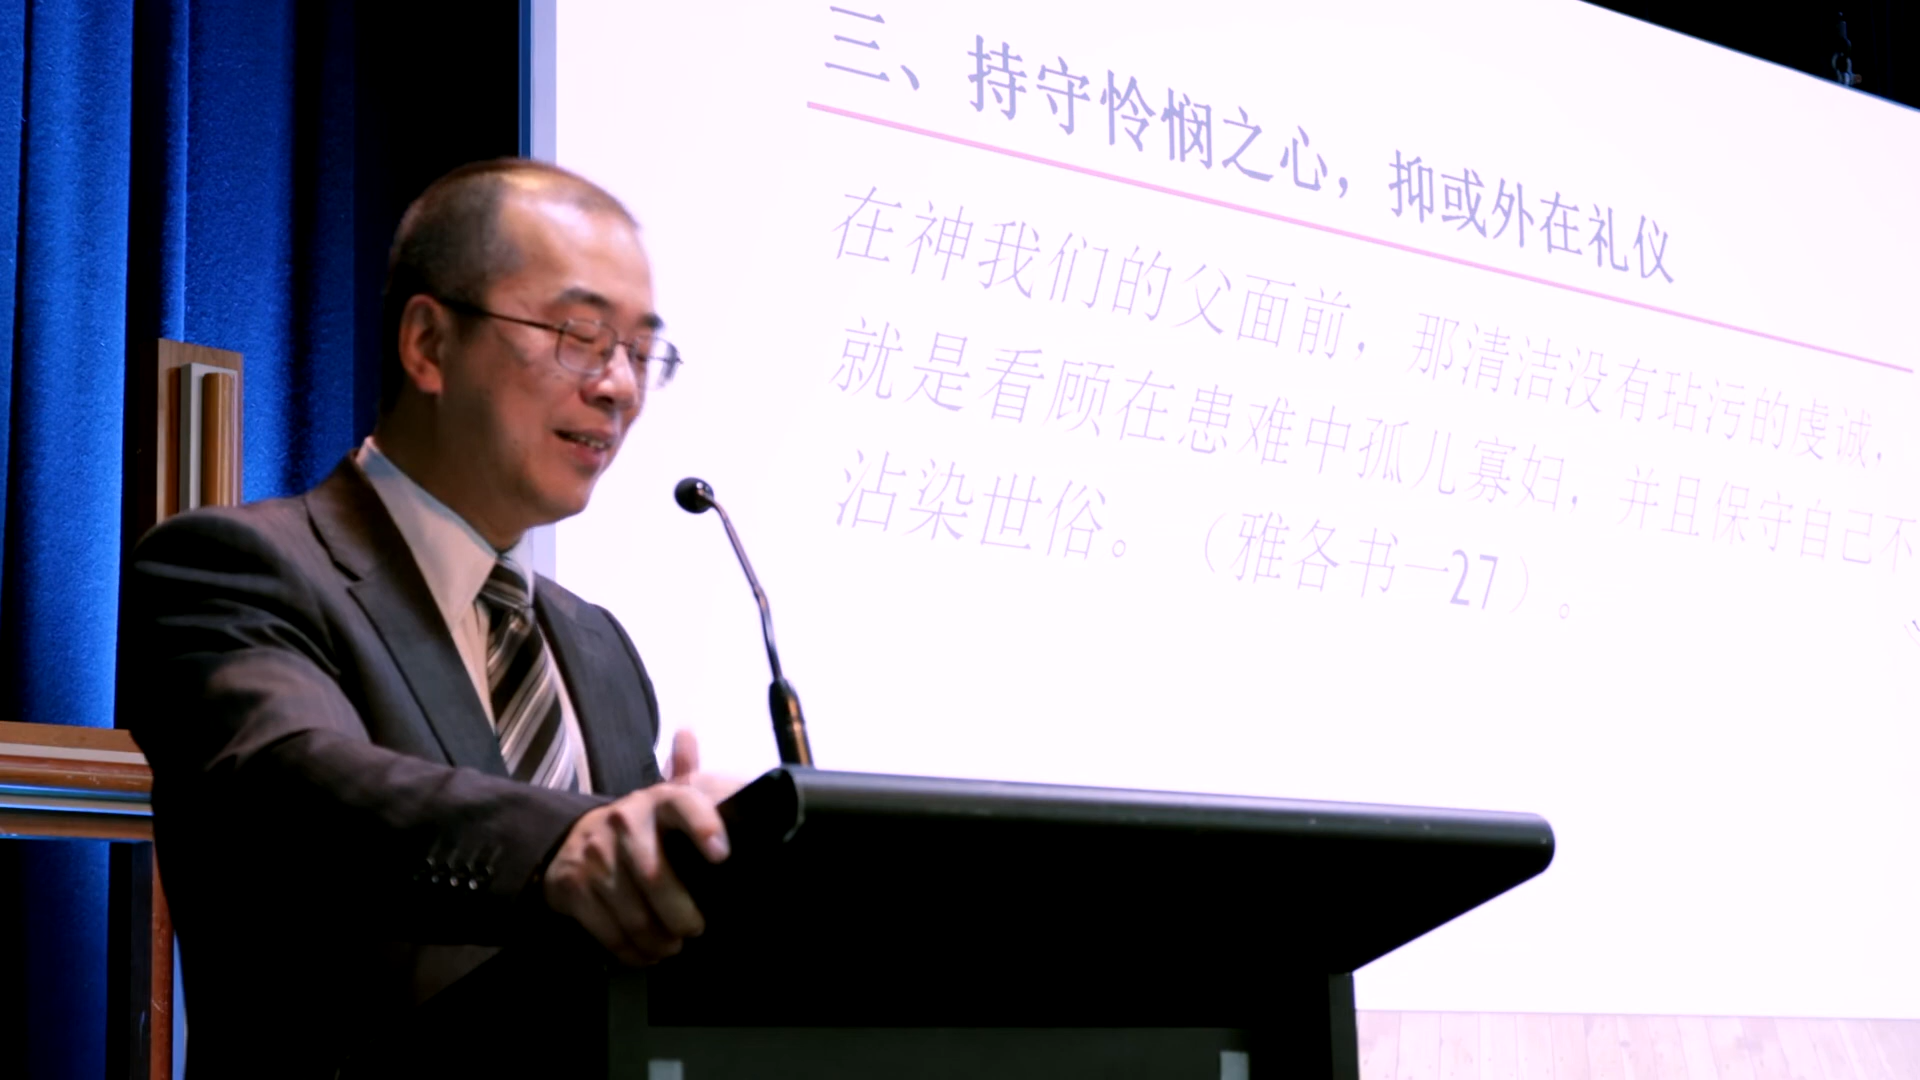 三、持守怜悯之心，抑或外在礼仪
在神我们的父面前，那清洁没有玷污的虔诚，
就是看顾在患难中孤儿寡妇，并且保守自己不
沾染世俗。（雅各书一27）。